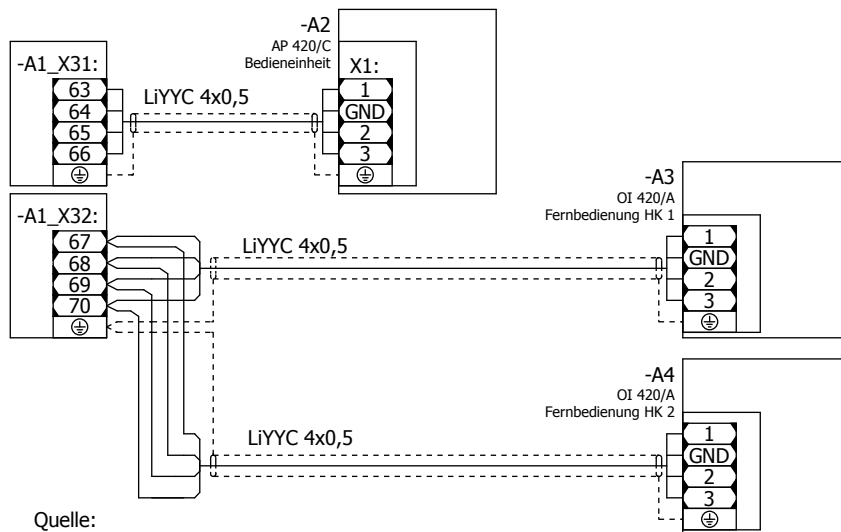 -A2
AP 420/C
Bedieneinheit
-A1_X31:
X1:
63
64
65
66
LiYYC 4x0,5
1
GND
2
3
-A1_X32:
67
68
69
70
LiYYC 4x0,5
-A3
OI 420/A
Fernbedienung HK 1
1
GND
2
3
-A4
OI 420/A
Fernbedienung HK 2
LiYYC 4x0,5
1
GND
2
3
Quelle: